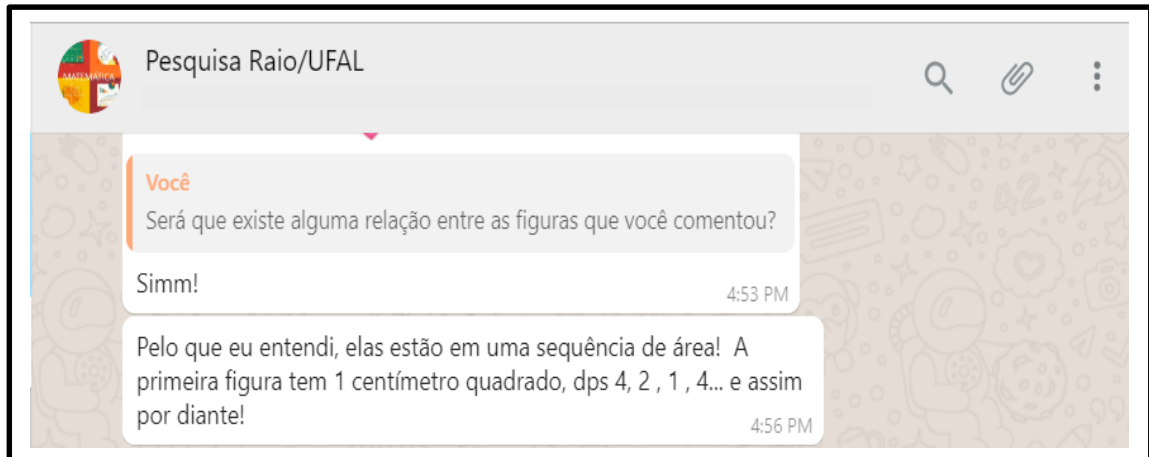 Pesquisa Raio/UFAL
MATEMÁTICA
Você
Será que existe alguma relação entre as figuras que você comentou?
Simm!
4:53 PM
Pelo que eu entendi, elas estão em uma sequência de área!  A
primeira figura tem 1 centímetro quadrado, dps 4, 2 , 1 , 4... e assim
por diante!
4:56 PM